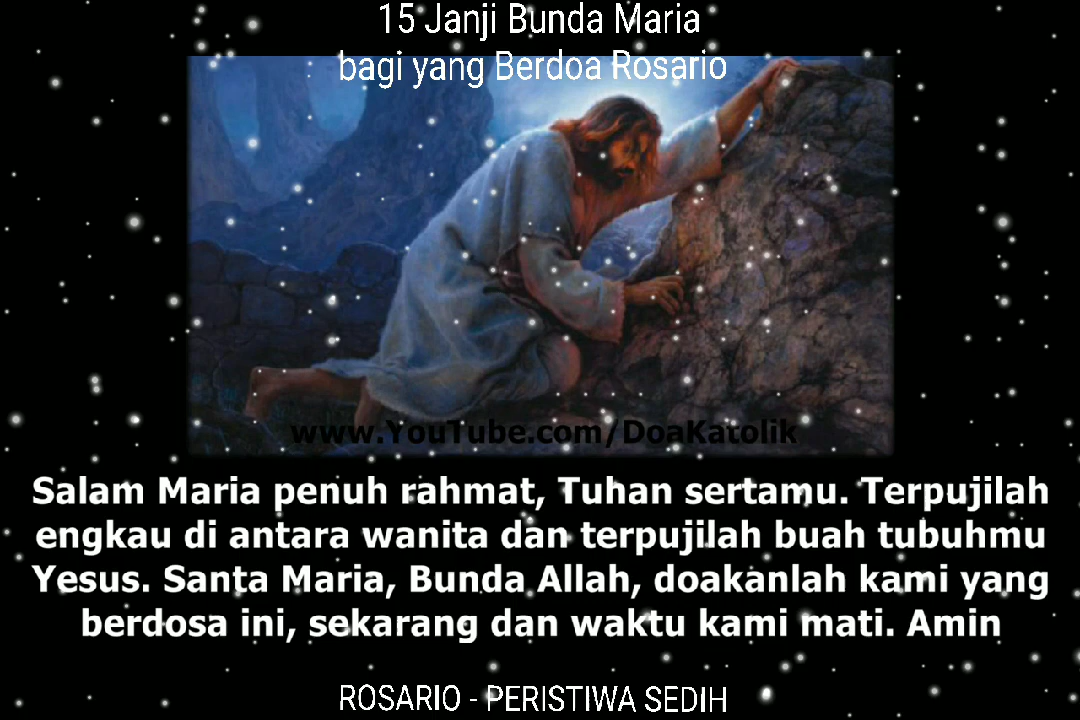 15 Janji Bunda Maria
bagi yang Berdoa Rosario
www.YouTube.com/DoaKatolik
Salam Maria penuh rahmat, Tuhan sertamu. Terpujilah
engkau di antara wanita dan terpujilah buah tubuhmu
Yesus. Santa Maria, Bunda Allah, doakanlah kami yang
berdosa ini, sekarang dan waktu kami mati. Amin
ROSARIO - PERISTIWA SEDIH